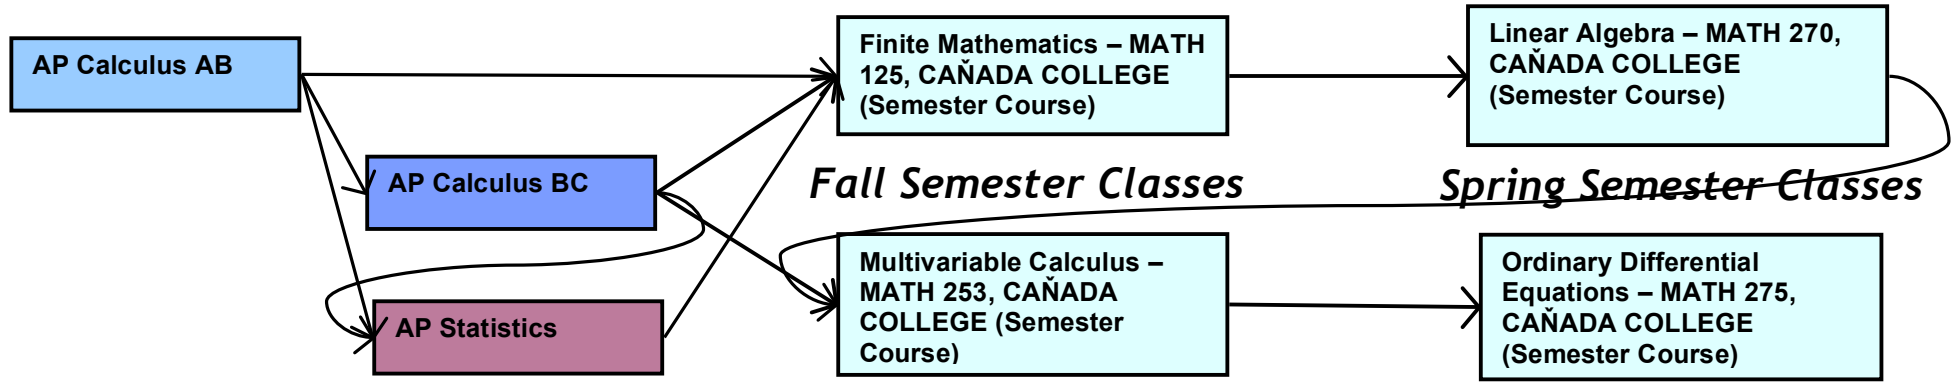 AP Calculus AB
Finite Mathematics – MATH
125, CAŇADA COLLEGE
(Semester Course)
Linear Algebra – MATH 270,
CAŇADA COLLEGE
(Semester Course)
AP Calculus BC
Fall Semester Classes
Spring Semester Classes
AP Statistics
Multivariable Calculus –
MATH 253, CAŇADA
COLLEGE (Semester
Course)
Ordinary Differential
Equations – MATH 275,
CAŇADA COLLEGE
(Semester Course)